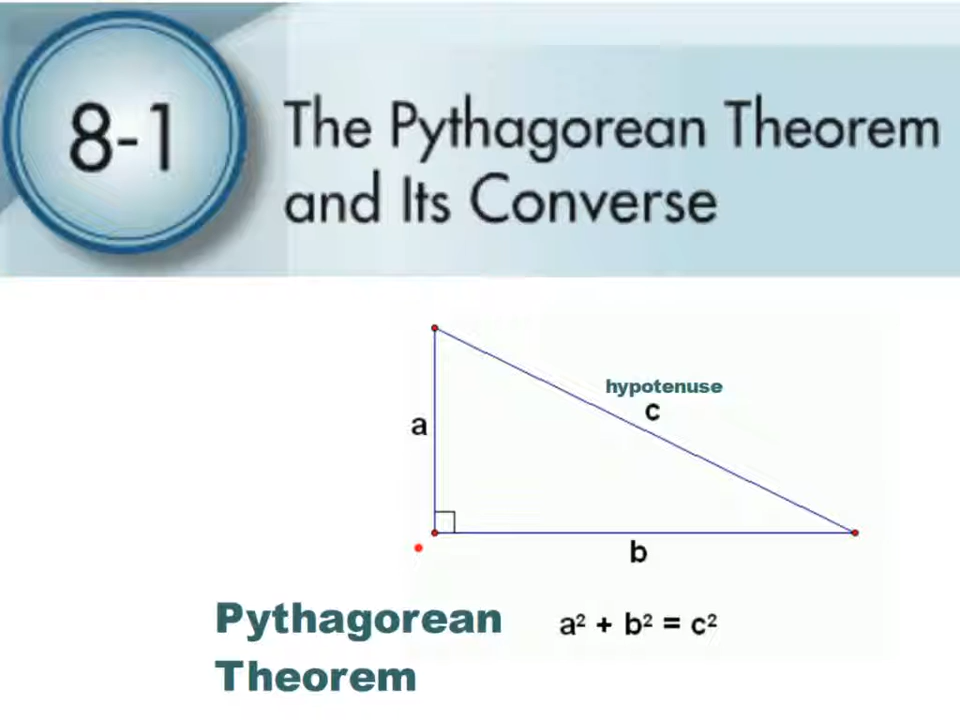 8-1
The Pythagorean Theorem
and Its Converse
hypotenuse
c
a
b
Pythagorean
Theorem
a² + b² = c²